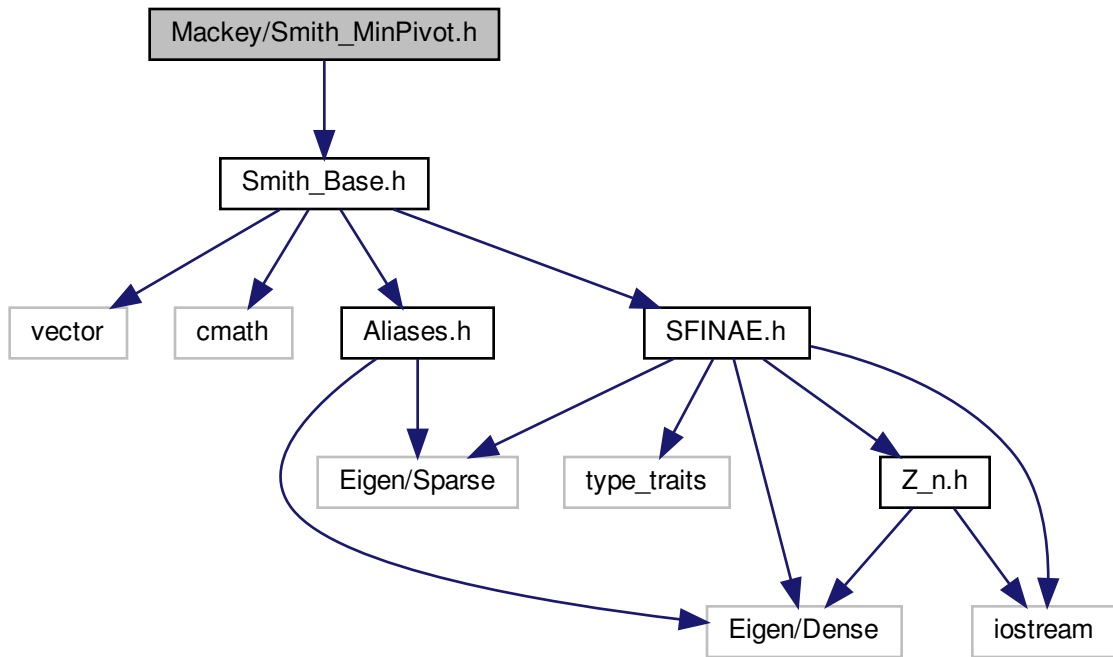 Mackey/Smith_MinPivot.h
Smith_Base.h
vector
cmath
Aliases.h
SFINAE.h
Eigen/Sparse
type_traits
Z_n.h
Eigen/Dense
iostream